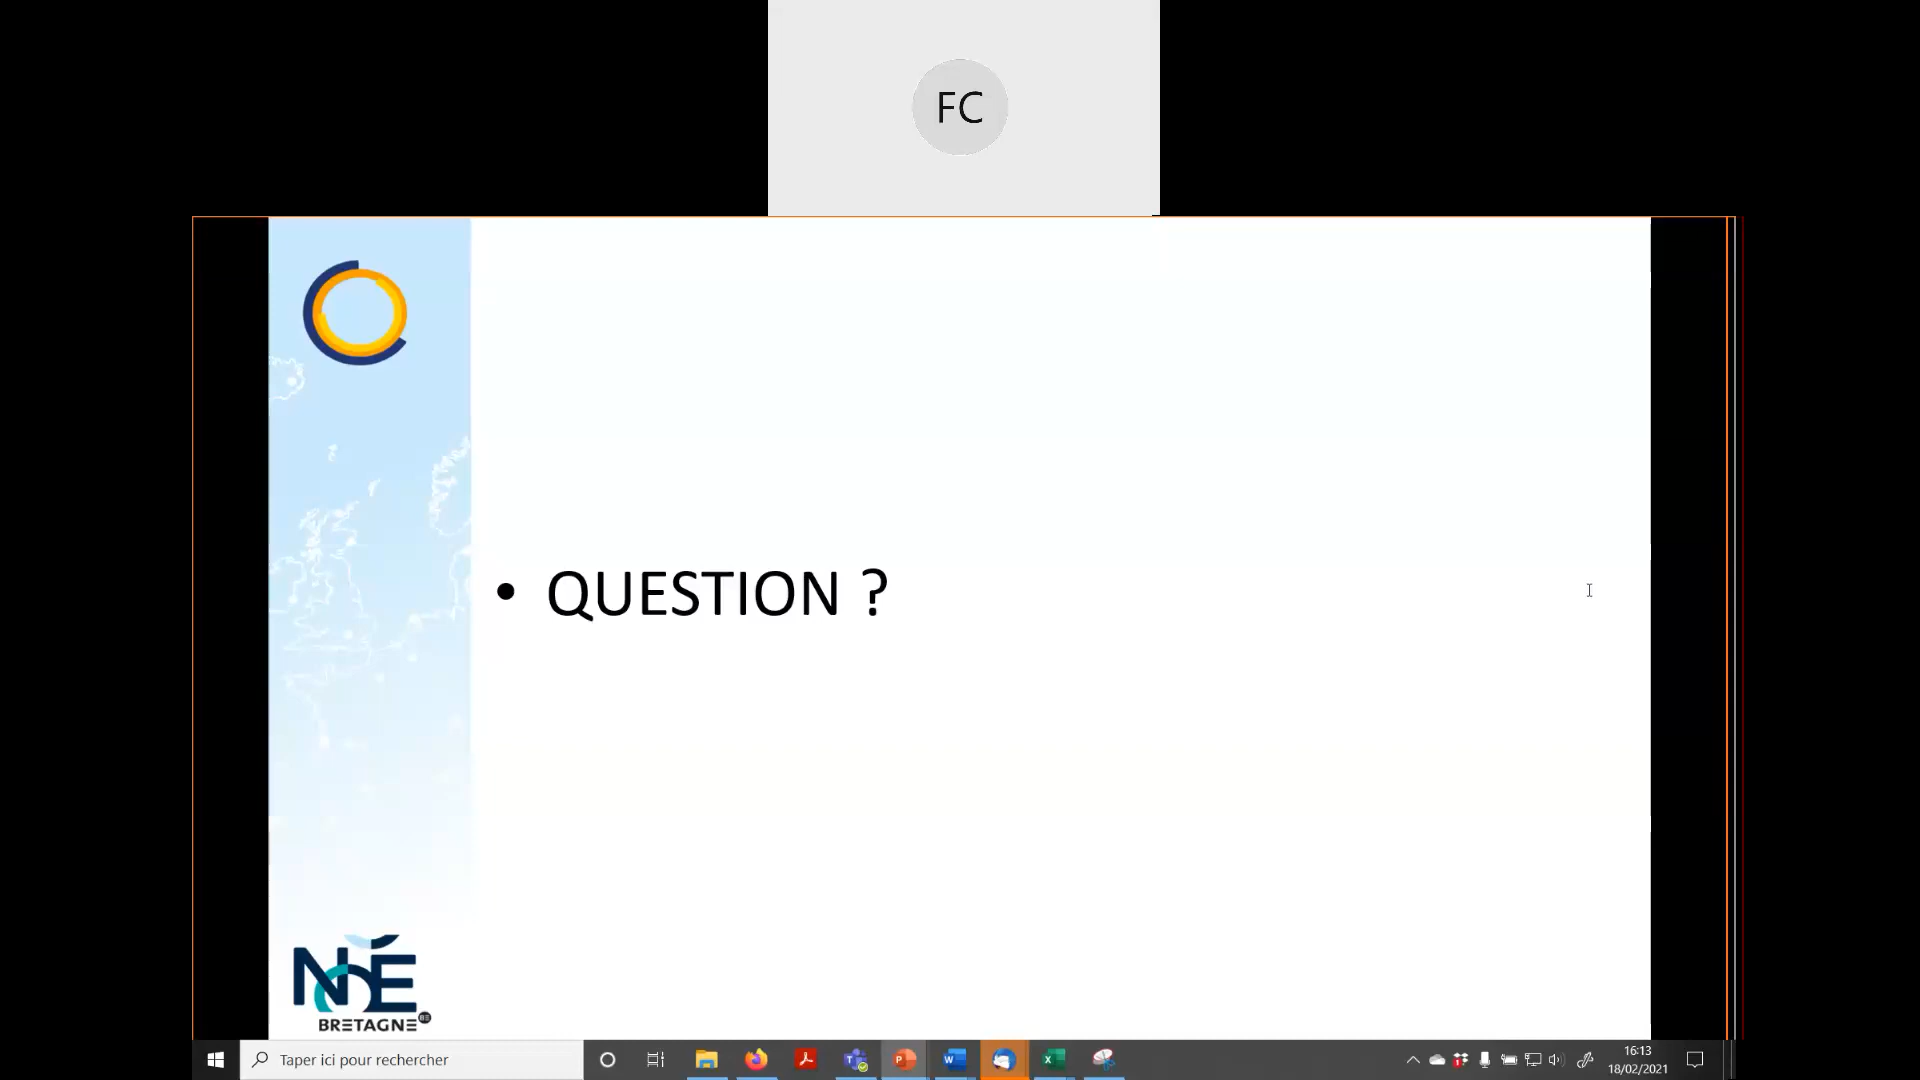 FC
• QUESTION ?
NOÉ
BRETAGNE
Taper ici pour rechercher
16:13
18/02/2021